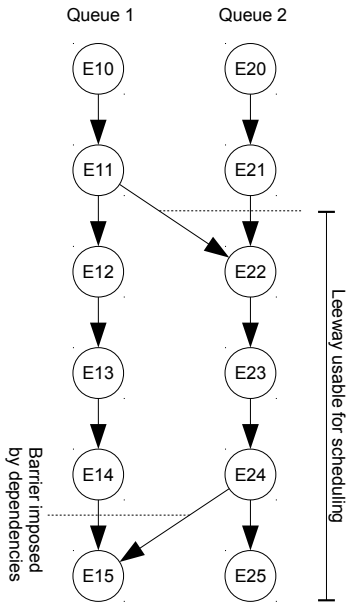 Queue 1
Queue 2
E10
E20
E11
E21
E12
E22
E13
E23
E14
E24
E15
E25
Leeway usable for scheduling
Barrier imposed
by dependencies